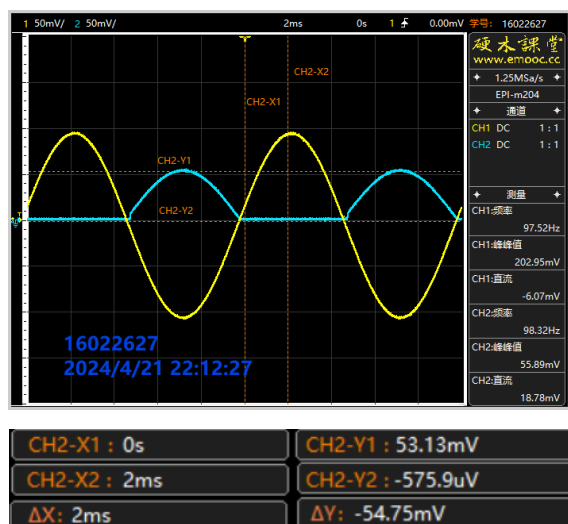 1 50mV/ 2 50mV/ 2ms 0s 1 0.00mV 学号: 16022627
硬木課堂
www.emooc.cc
1.25MSa/s
EPI-m204
通道
CH1 DC 1 : 1
CH2 DC 1 : 1
测量
CH1:频率
97.52Hz
CH1:峰峰值
202.95mV
CH1:直流
-6.07mV
CH2:频率
98.32Hz
CH2:峰峰值
55.89mV
CH2:直流
18.78mV
CH2-X2
CH2-X1
CH2-Y1
CH2-Y2
T
16022627
2024/4/21 22:12:27
CH2-X1 : 0s
CH2-Y1 : 53.13mV
CH2-X2 : 2ms
CH2-Y2 : -575.9uV
ΔX: 2ms
ΔY: -54.75mV